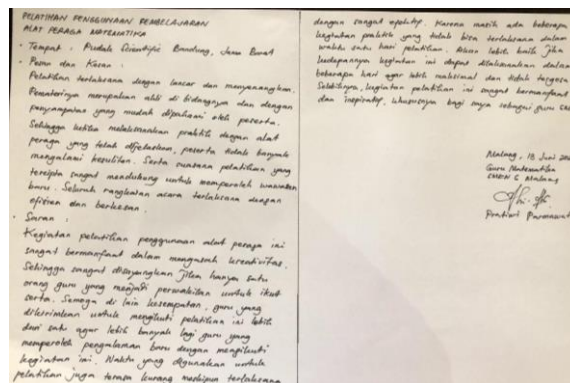 PELATIHAN PENGGUNAAN PEMBELAJARAN
ALAT PERAGA MATEMATIKA
• Tempat : Pudak Scientific Bandung, Jawa Barat
• Pesan dan Kesan :
Pelatihan terlaksana dengan lancar dan menyenangkan.
Pematerinya merupakan ahli di bidangnya dan dengan
penyampaian yang mudah dipahami oleh peserta.
Sehingga ketika melaksanakan praktik dengan alat
peraga yang telah dijelaskan, peserta tidak banyak
mengalami kesulitan. Serta suasana pelatihan yang
tercipta sangat mendukung untuk memperoleh wawasan
baru. Seluruh rangkaian acara terlaksana dengan
efisien dan berkesan.
• Saran :
Kegiatan pelatihan penggunaan alat peraga ini
sangat bermanfaat dalam mengasah kreativitas.
Sehingga sangat disayangkan jika hanya satu
orang guru yang menjadi perwakilan untuk ikut
serta. Semoga di lain kesempatan, guru yang
dikirimkan untuk mengikuti pelatihan ini lebih
dari satu agar lebih banyak lagi guru yang
memperoleh pengalaman baru dengan mengikuti
kegiatan ini. Waktu yang digunakan untuk
pelatihan juga terasa kurang meskipun terlaksana
dengan sangat efektif. Karena masih ada beberapa
kegiatan praktik yang tidak bisa terlaksana dalam
waktu satu hari pelatihan. Akan lebih baik jika
kedepannya kegiatan ini dapat dilaksanakan dalam
beberapa hari agar lebih maksimal dan tidak tergesa
Selebihnya, kegiatan pelatihan ini sangat bermanfaat
dan inspiratif, khususnya bagi saya sebagai guru
Malang, 18 Juni
Guru Matematika
SMKN 6 Malang